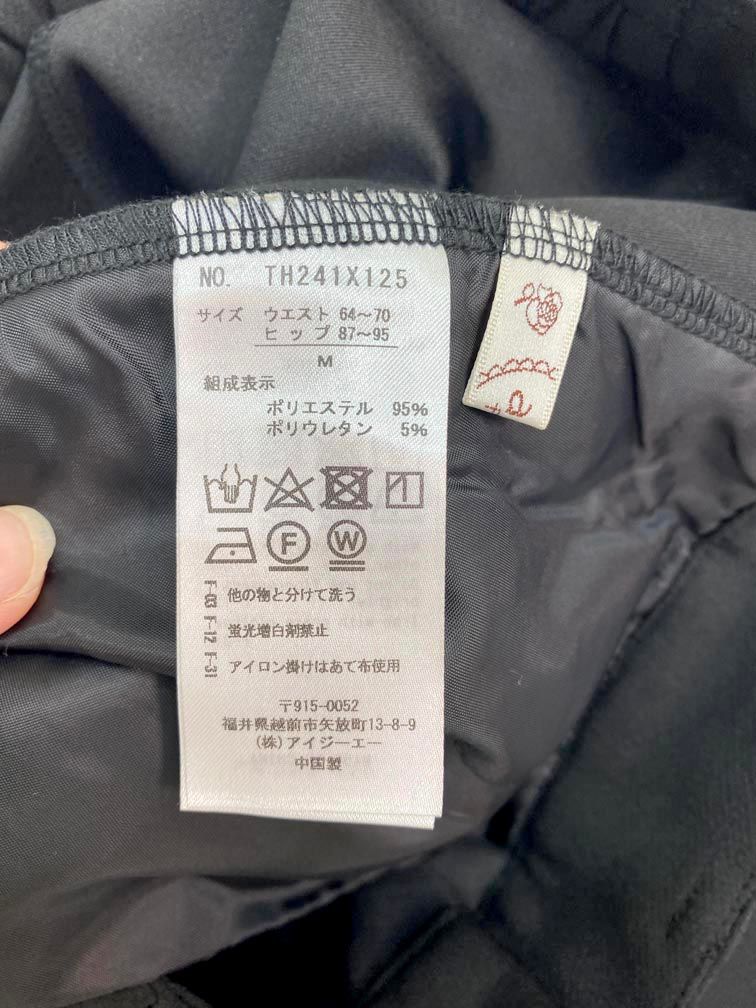 NO. TH241X125
サイズ ウエスト 64～70
ヒップ 87～95
M
組成表示
ポリエステル 95%
ポリウレタン 5%
F
W
F-03 他の物と分けて洗う
F-12 蛍光増白剤禁止
F-31 アイロン掛けはあて布使用
〒915-0052
福井県越前市矢放町13-8-9
(株)アイジーエー
中国製